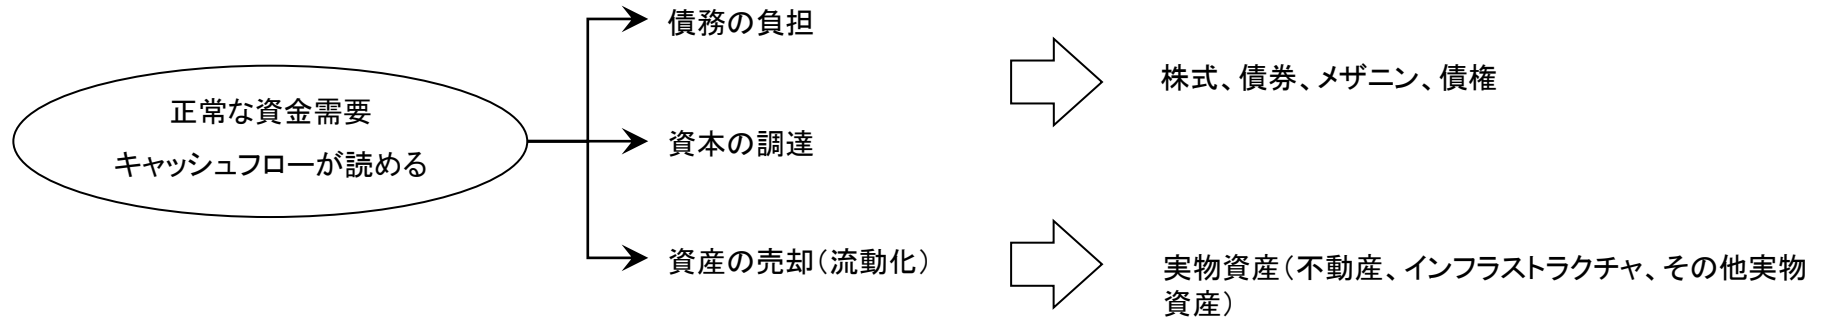 債務の負担
株式、債券、メザニン、債権
正常な資金需要
キャッシュフローが読める
資本の調達
資産の売却（流動化）
実物資産（不動産、インフラストラクチャ、その他実物
資産）